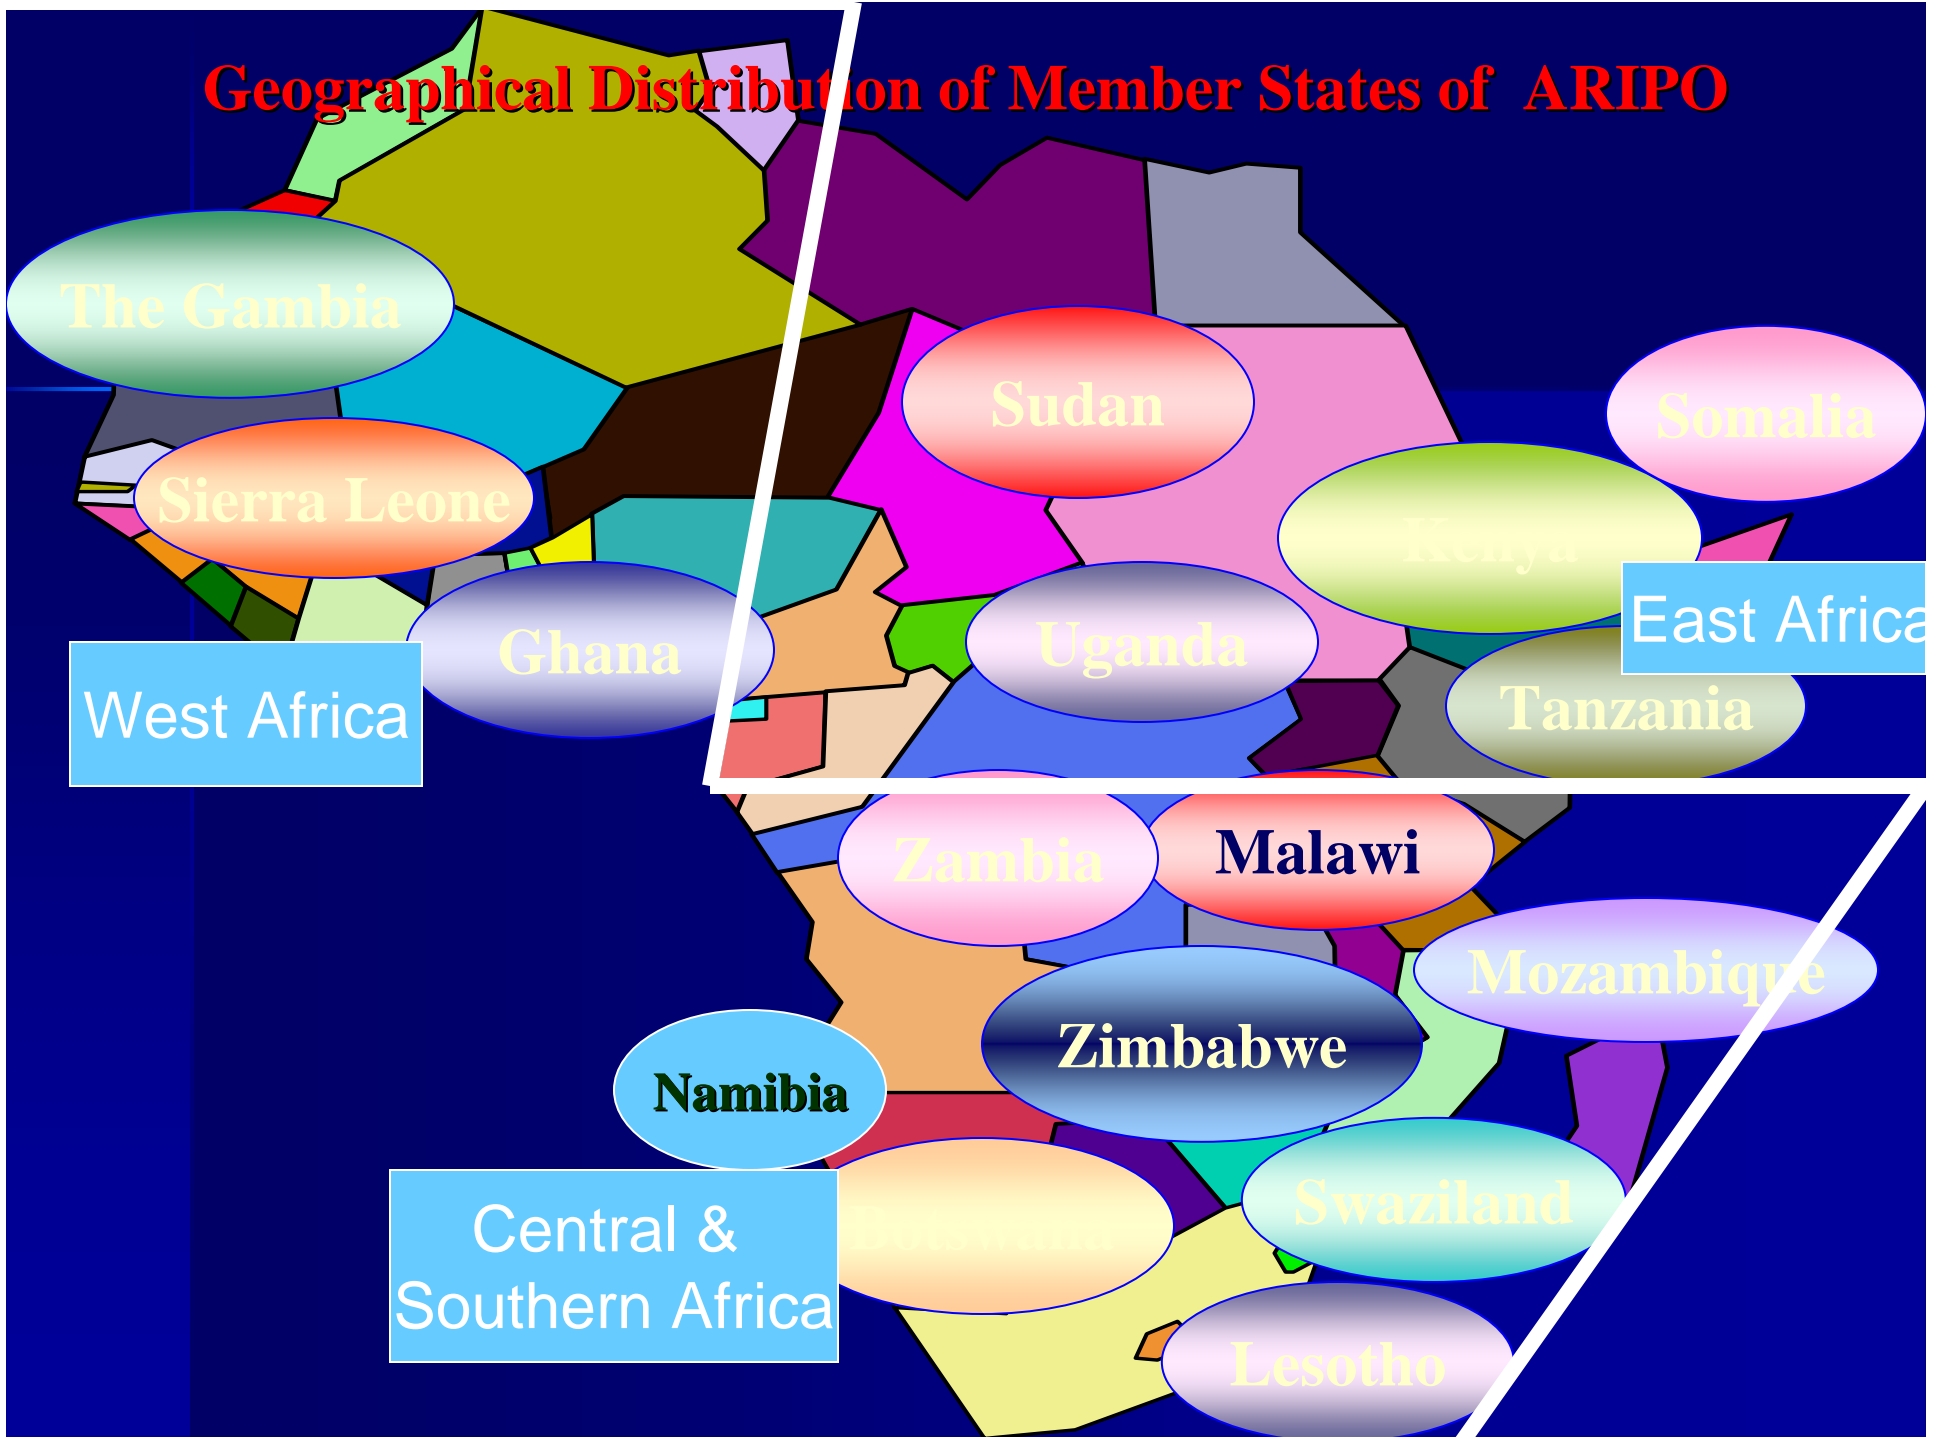 Geographical Distribution of Member States of ARIPO
The Gambia
Sudan
Somalia
Sierra Leone
Kenya
East Africa
Ghana
Uganda
West Africa
Tanzania
Zambia
Malawi
Mozambique
Zimbabwe
Namibia
Swaziland
Central &
Southern Africa
Botswana
Lesotho